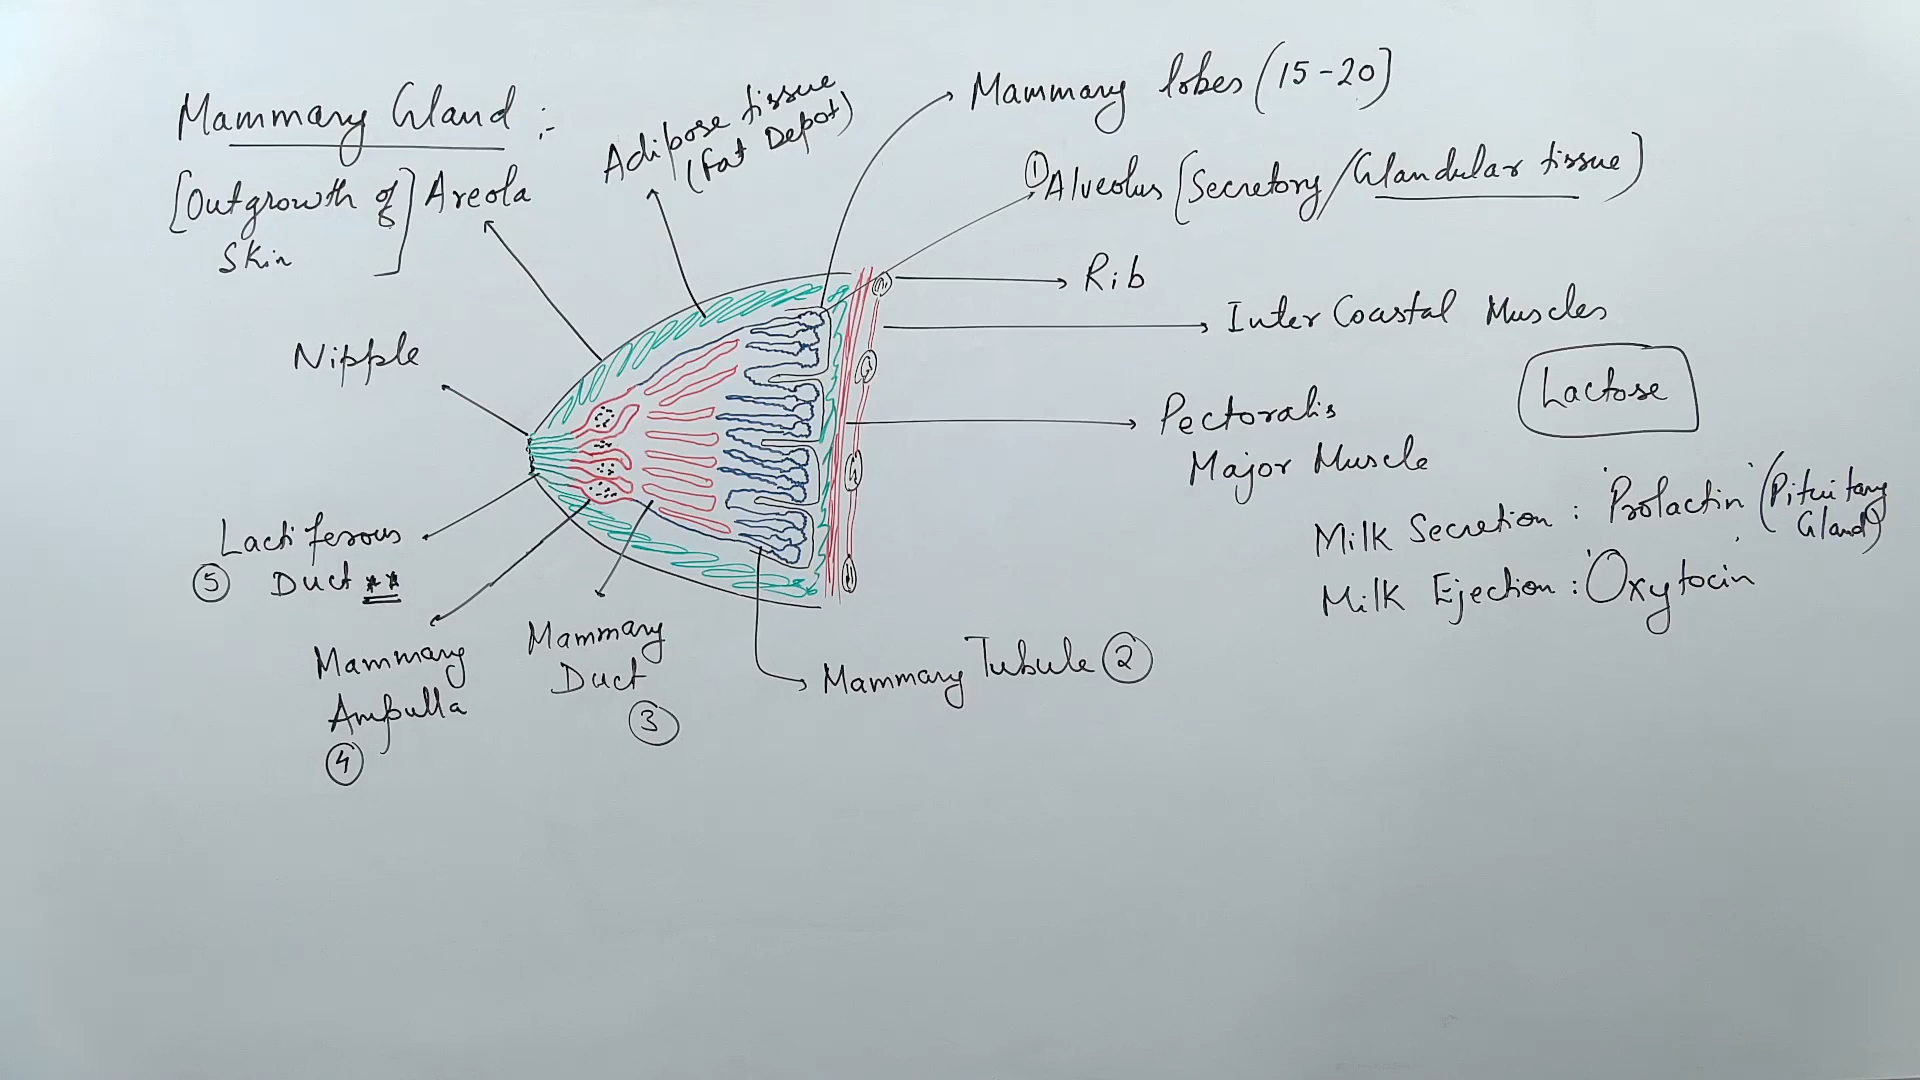 Mammary Gland :-
[Outgrowth of
Skin]
Areola
Adipose tissue
(Fat Depot)
Mammary lobes (15-20)
① Alveolus (Secretory/Glandular tissue)
Rib
Inter Coastal Muscles
Nipple
Lactose
Pectoralis
Major Muscle
Milk Secretion : 'Prolactin' (Pituitary
Gland)
Milk Ejection : 'Oxytocin'
Lactiferous
⑤ Duct **
Mammary
Ampulla
④
Mammary
Duct
③
Mammary Tubule ②